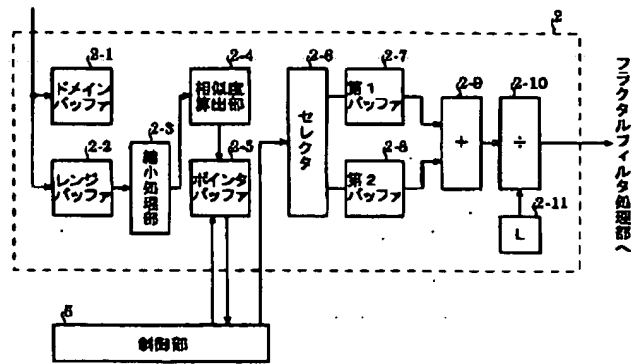 2
2-1
ドメイン
バッファ
2-2
レンジ
バッファ
2-3
縮小処理部
2-4
相似度
算出部
2-5
ポインタ
バッファ
2-6
セレクタ
2-7
第1
バッファ
2-8
第2
バッファ
2-9
+
2-10
÷
2-11
L
フラクタルフィルタ処理部へ
5
制御部